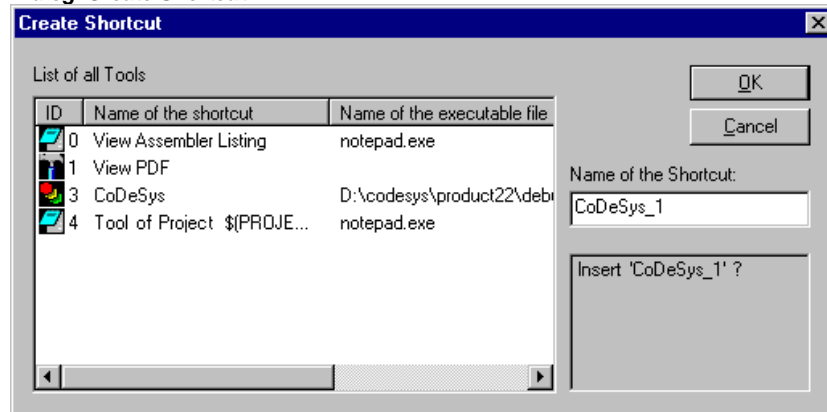 Create Shortcut
List of all Tools
OK
ID Name of the shortcut Name of the executable file
Cancel
0 View Assembler Listing notepad.exe
1 View PDF
Name of the Shortcut:
3 CoDeSys D:\codesys\product22\deb
CoDeSys_1
4 Tool of Project $(PROJE... notepad.exe
Insert 'CoDeSys_1' ?